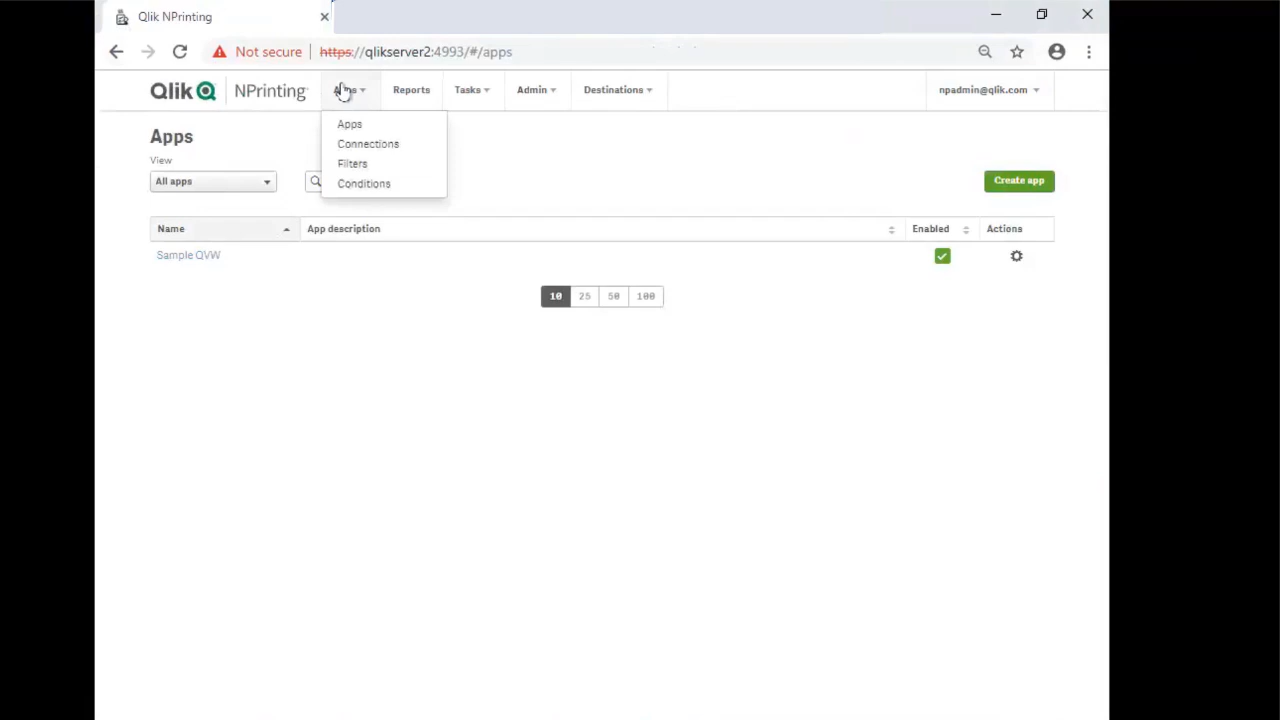 Qlik NPrinting
Not secure https://qlikserver2:4993/#/apps
Qlik NPrinting Apps Reports Tasks Admin Destinations npadmin@qlik.com
Apps
Connections
Filters
Conditions
Apps
View
All apps
Create app
Name App description Enabled Actions
Sample QVW
10 25 50 100